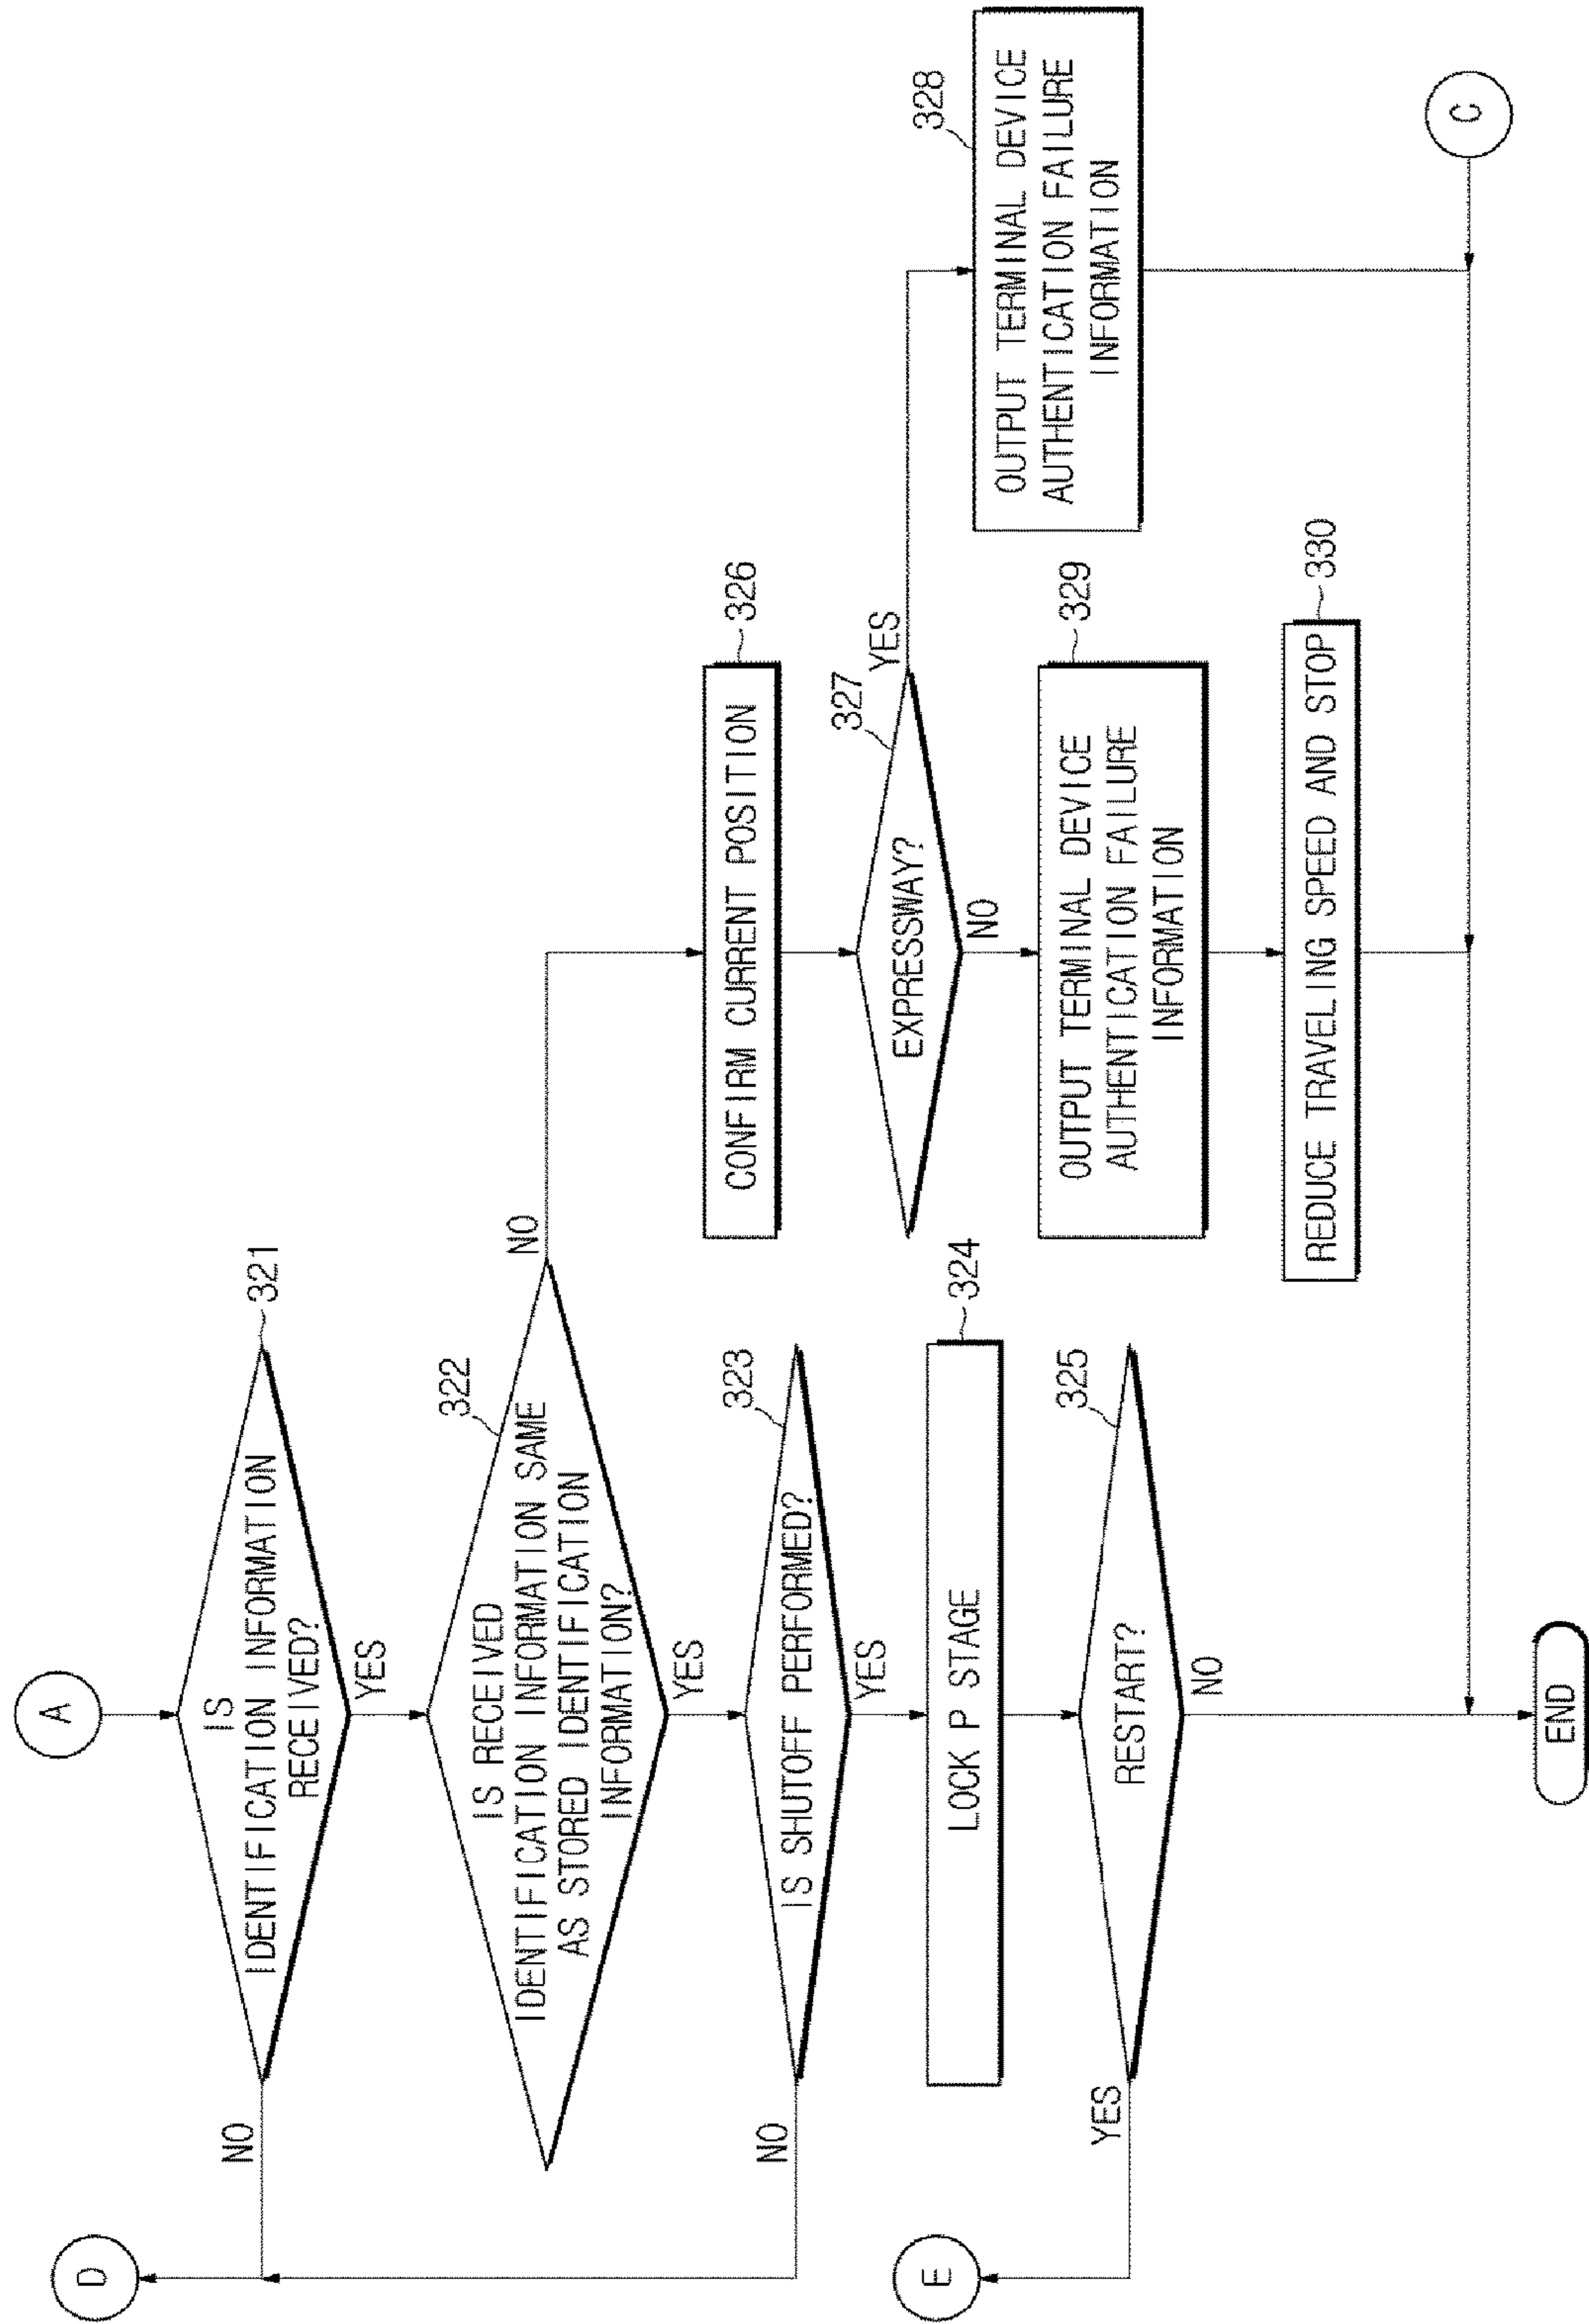 A
321
IS
IDENTIFICATION INFORMATION
RECEIVED?
NO
YES
D
322
IS RECEIVED
IDENTIFICATION INFORMATION SAME
AS STORED IDENTIFICATION
INFORMATION?
NO
YES
323
IS SHUTOFF PERFORMED?
NO
YES
324
LOCK P STAGE
325
RESTART?
YES
NO
E
326
CONFIRM CURRENT POSITION
327
EXPRESSWAY?
YES
NO
328
OUTPUT TERMINAL DEVICE
AUTHENTICATION FAILURE
INFORMATION
329
OUTPUT TERMINAL DEVICE
AUTHENTICATION FAILURE
INFORMATION
330
REDUCE TRAVELING SPEED AND STOP
C
END